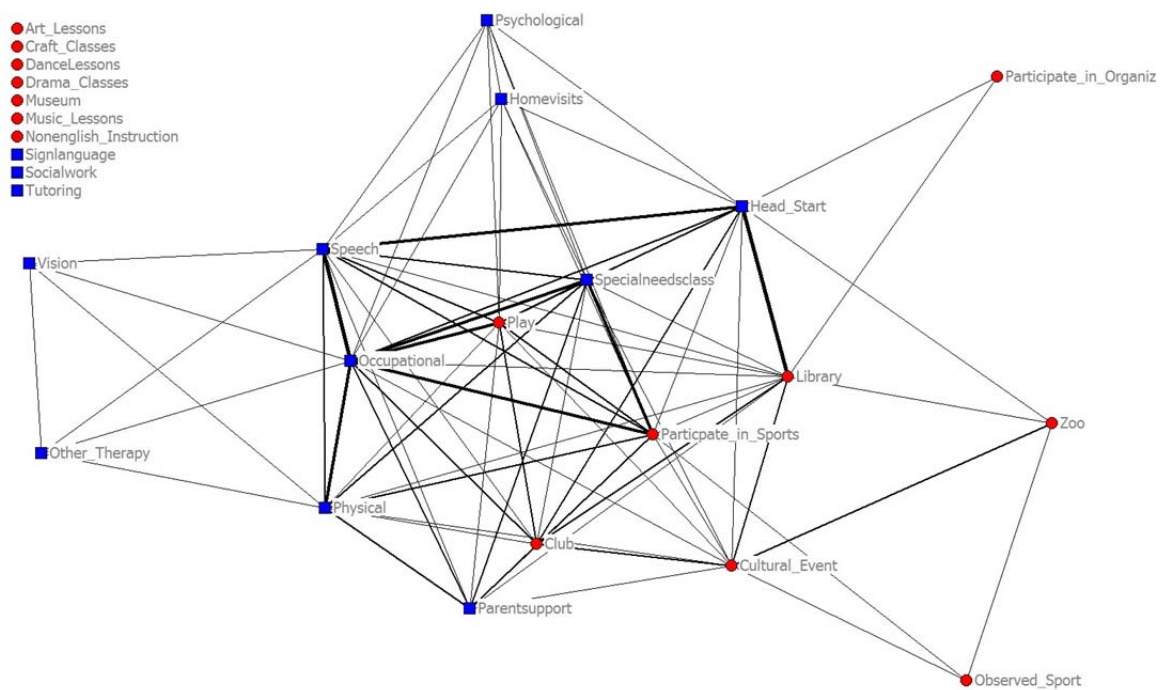 Psychological
Art_Lessons
Craft_Classes
DanceLessons
Drama_Classes
Museum
Music_Lessons
Nonenglish_Instruction
Signlanguage
Socialwork
Tutoring
Participate_in_Organiz
Homevisits
Head_Start
Speech
Vision
Specialneedsclass
Play
Occupational
Library
Zoo
Particpate_in_Sports
Other_Therapy
Physical
Club
Cultural_Event
Parentsupport
Observed_Sport